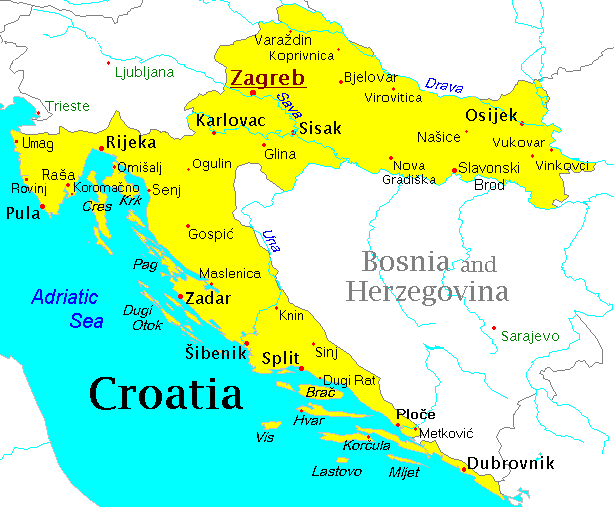 Varaždin
Koprivnica
Ljubljana
Zagreb
Bjelovar
Drava
Virovitica
Trieste
Sava
Osijek
Karlovac
Sisak
Našice
Vukovar
Umag
Rijeka
Glina
Ogulin
Omišalj
Nova
Gradiška
Slavonski
Brod
Vinkovci
Raša
Rovinj
Koromačno
Senj
Krk
Cres
Pula
Gospić
Una
Bosnia and
Herzegovina
Pag
Maslenica
Adriatic
Sea
Zadar
Dugi
Otok
Knin
Sarajevo
Šibenik
Split
Sinj
Dugi Rat
Croatia
Brač
Hvar
Ploče
Metković
Vis
Korčula
Lastovo
Mljet
Dubrovnik